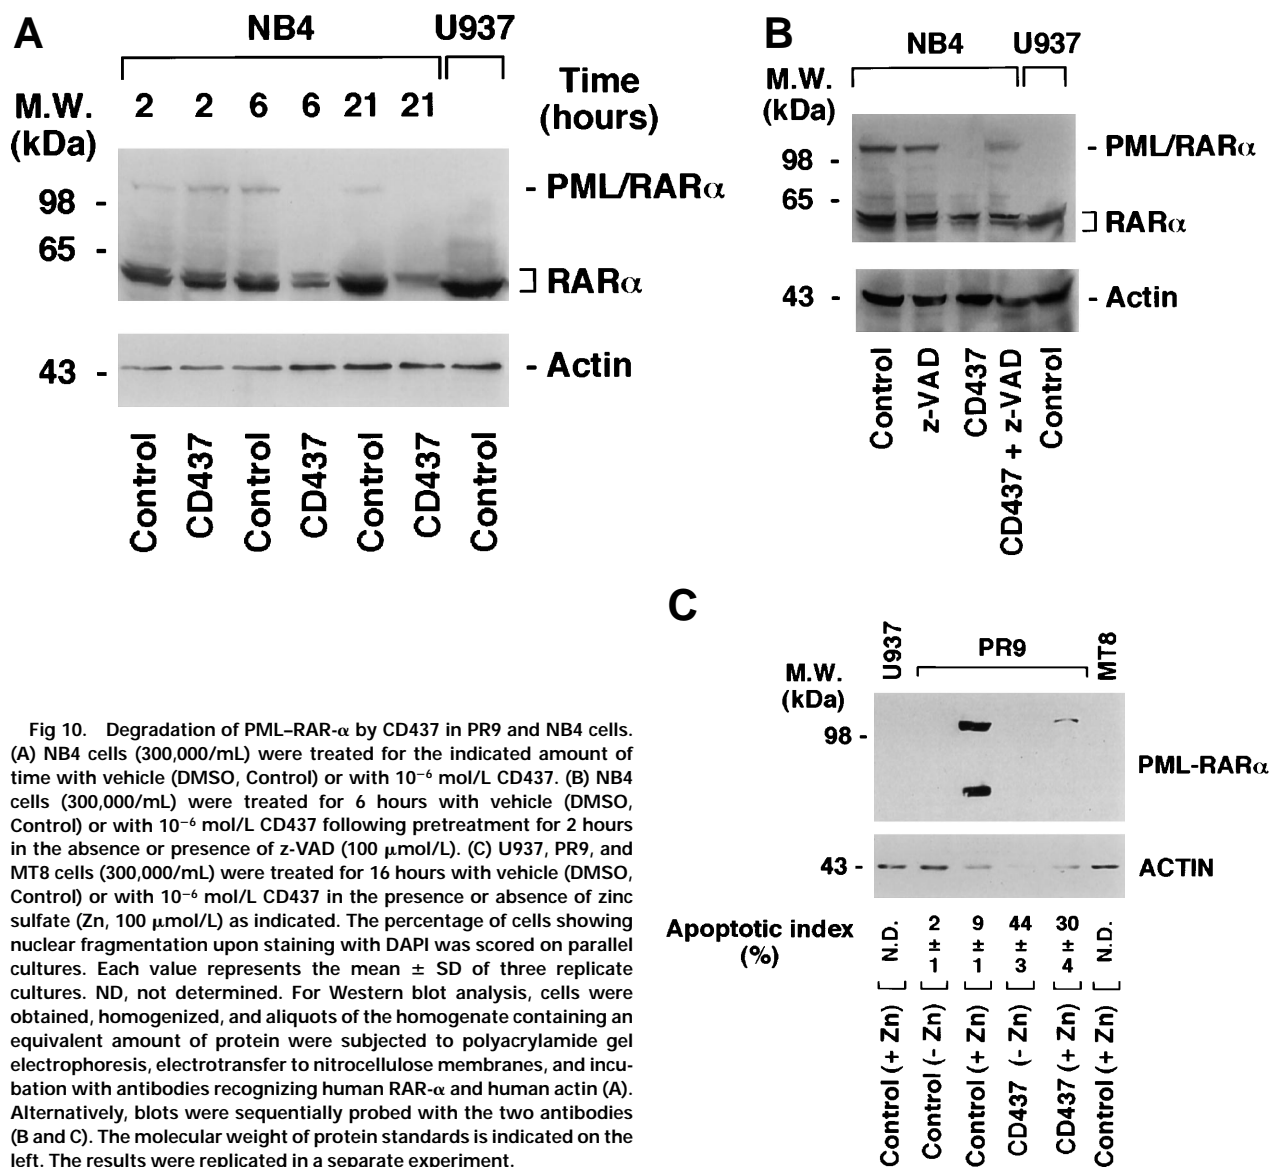 A
NB4 U937
M.W.
(kDa)
2 2 6 6 21 21
Time
(hours)
98 -
65 -
- PML/RARα
RARα
43 -
- Actin
Control
CD437
Control
CD437
Control
CD437
Control
B
NB4 U937
M.W.
(kDa)
98 -
65 -
- PML/RARα
RARα
43 -
- Actin
Control
z-VAD
CD437
CD437 + z-VAD
Control
C
U937
PR9
MT8
M.W.
(kDa)
98 -
PML-RARα
43 -
ACTIN
Apoptotic index
(%)
N.D.
2 ± 1
9 ± 1
44 ± 3
30 ± 4
N.D.
Control (+ Zn)
Control (- Zn)
Control (+ Zn)
CD437 (- Zn)
CD437 (+ Zn)
Control (+ Zn)
Fig 10. Degradation of PML–RAR-α by CD437 in PR9 and NB4 cells.
(A) NB4 cells (300,000/mL) were treated for the indicated amount of
time with vehicle (DMSO, Control) or with 10⁻⁶ mol/L CD437. (B) NB4
cells (300,000/mL) were treated for 6 hours with vehicle (DMSO,
Control) or with 10⁻⁶ mol/L CD437 following pretreatment for 2 hours
in the absence or presence of z-VAD (100 μmol/L). (C) U937, PR9, and
MT8 cells (300,000/mL) were treated for 16 hours with vehicle (DMSO,
Control) or with 10⁻⁶ mol/L CD437 in the presence or absence of zinc
sulfate (Zn, 100 μmol/L) as indicated. The percentage of cells showing
nuclear fragmentation upon staining with DAPI was scored on parallel
cultures. Each value represents the mean ± SD of three replicate
cultures. ND, not determined. For Western blot analysis, cells were
obtained, homogenized, and aliquots of the homogenate containing an
equivalent amount of protein were subjected to polyacrylamide gel
electrophoresis, electrotransfer to nitrocellulose membranes, and incu-
bation with antibodies recognizing human RAR-α and human actin (A).
Alternatively, blots were sequentially probed with the two antibodies
(B and C). The molecular weight of protein standards is indicated on the
left. The results were replicated in a separate experiment.